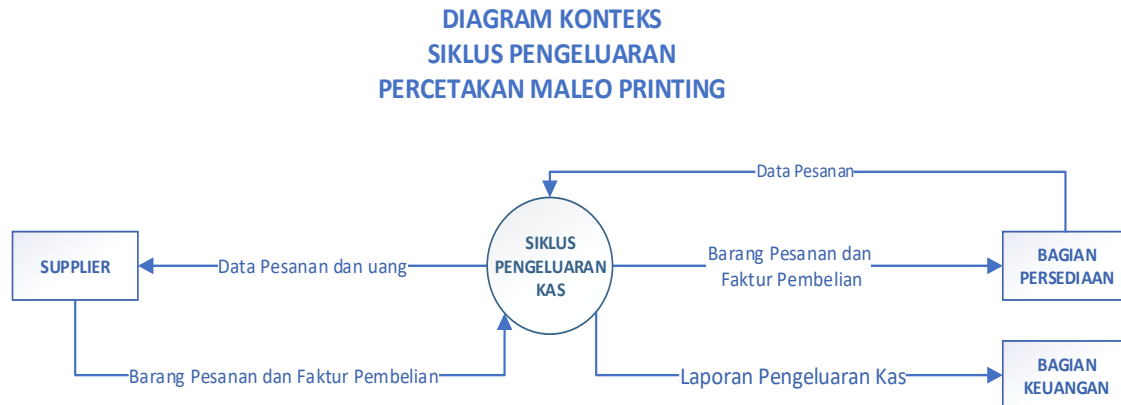 DIAGRAM KONTEKS
SIKLUS PENGELUARAN
PERCETAKAN MALEO PRINTING
Data Pesanan
SUPPLIER
Data Pesanan dan uang
SIKLUS
PENGELUARAN
KAS
Barang Pesanan dan
Faktur Pembelian
BAGIAN
PERSEDIAAN
Barang Pesanan dan Faktur Pembelian
Laporan Pengeluaran Kas
BAGIAN
KEUANGAN